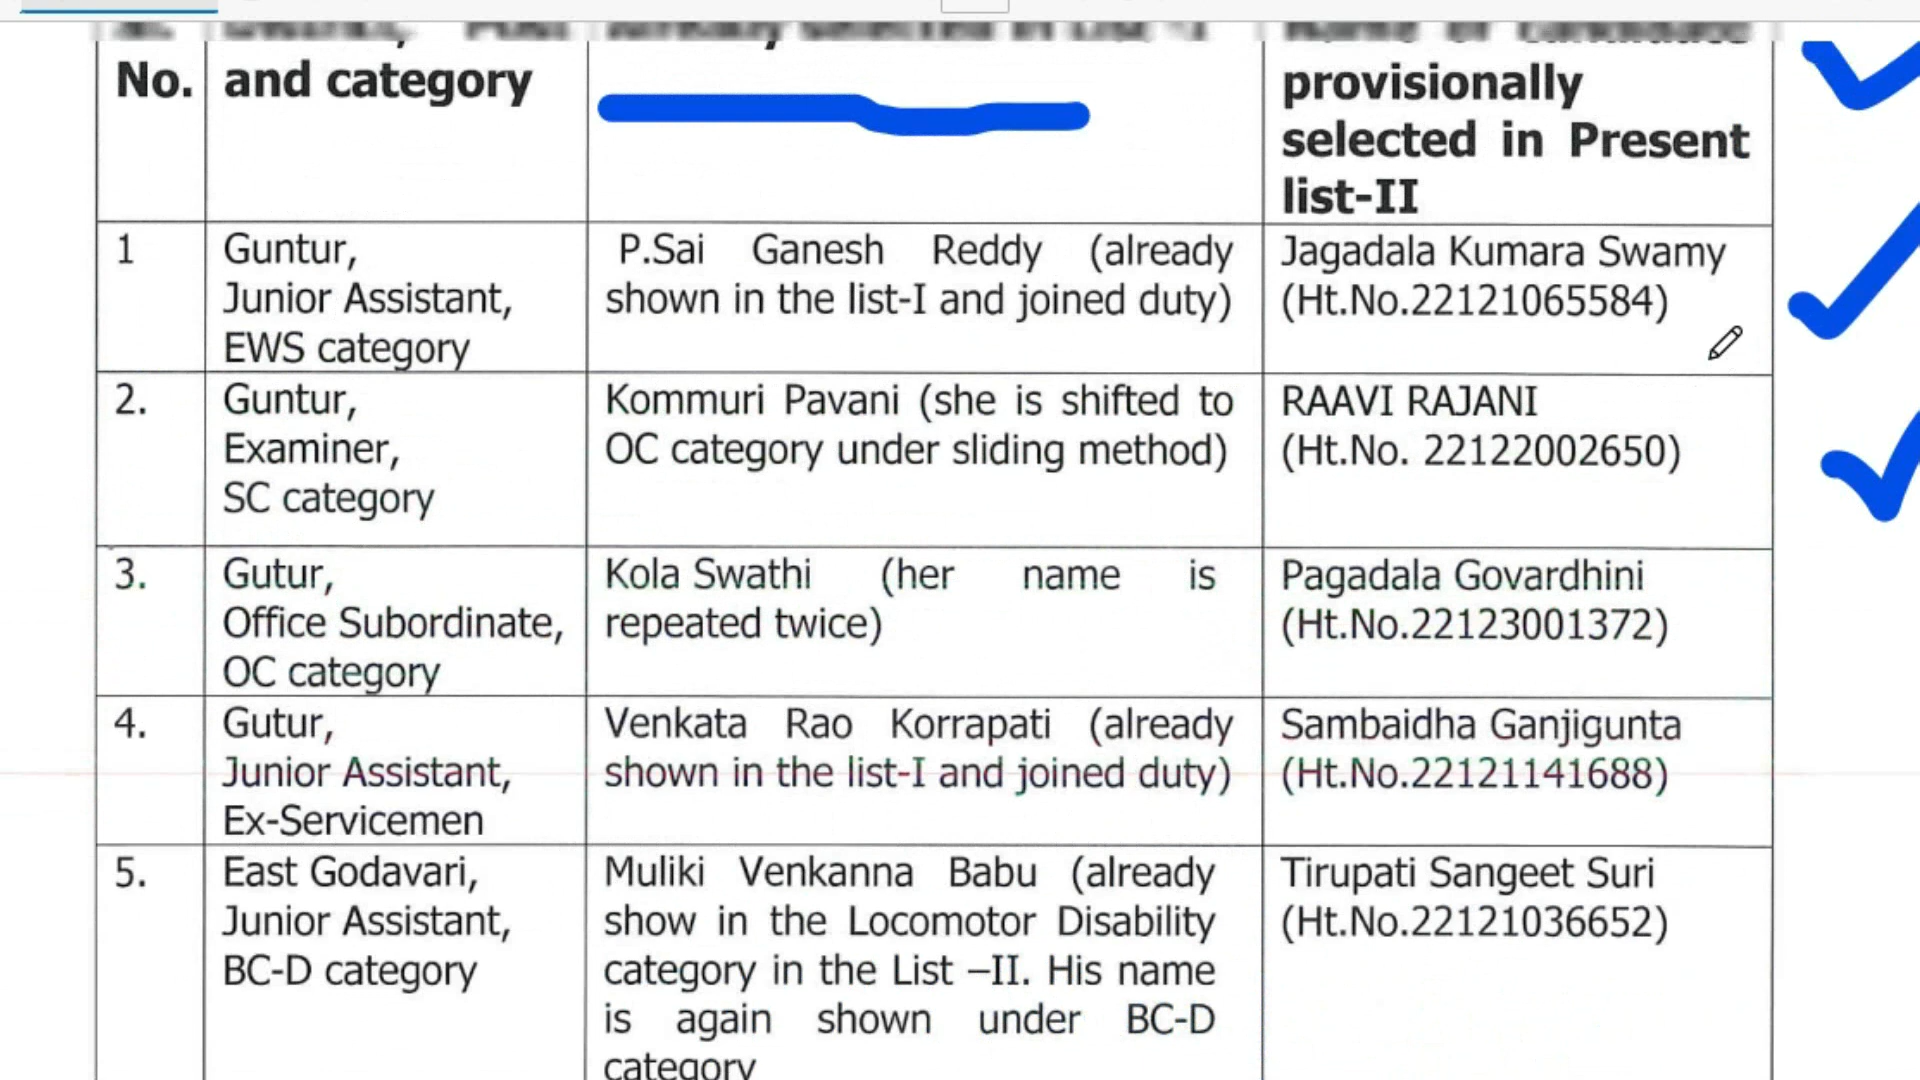 No.
and category
provisionally
selected in Present
list-II
1
Guntur,
Junior Assistant,
EWS category
P.Sai Ganesh Reddy (already
shown in the list-I and joined duty)
Jagadala Kumara Swamy
(Ht.No.22121065584)
2.
Guntur,
Examiner,
SC category
Kommuri Pavani (she is shifted to
OC category under sliding method)
RAAVI RAJANI
(Ht.No. 22122002650)
3.
Gutur,
Office Subordinate,
OC category
Kola Swathi (her name is
repeated twice)
Pagadala Govardhini
(Ht.No.22123001372)
4.
Gutur,
Junior Assistant,
Ex-Servicemen
Venkata Rao Korrapati (already
shown in the list-I and joined duty)
Sambaidha Ganjigunta
(Ht.No.22121141688)
5.
East Godavari,
Junior Assistant,
BC-D category
Muliki Venkanna Babu (already
show in the Locomotor Disability
category in the List –II. His name
is again shown under BC-D
category
Tirupati Sangeet Suri
(Ht.No.22121036652)